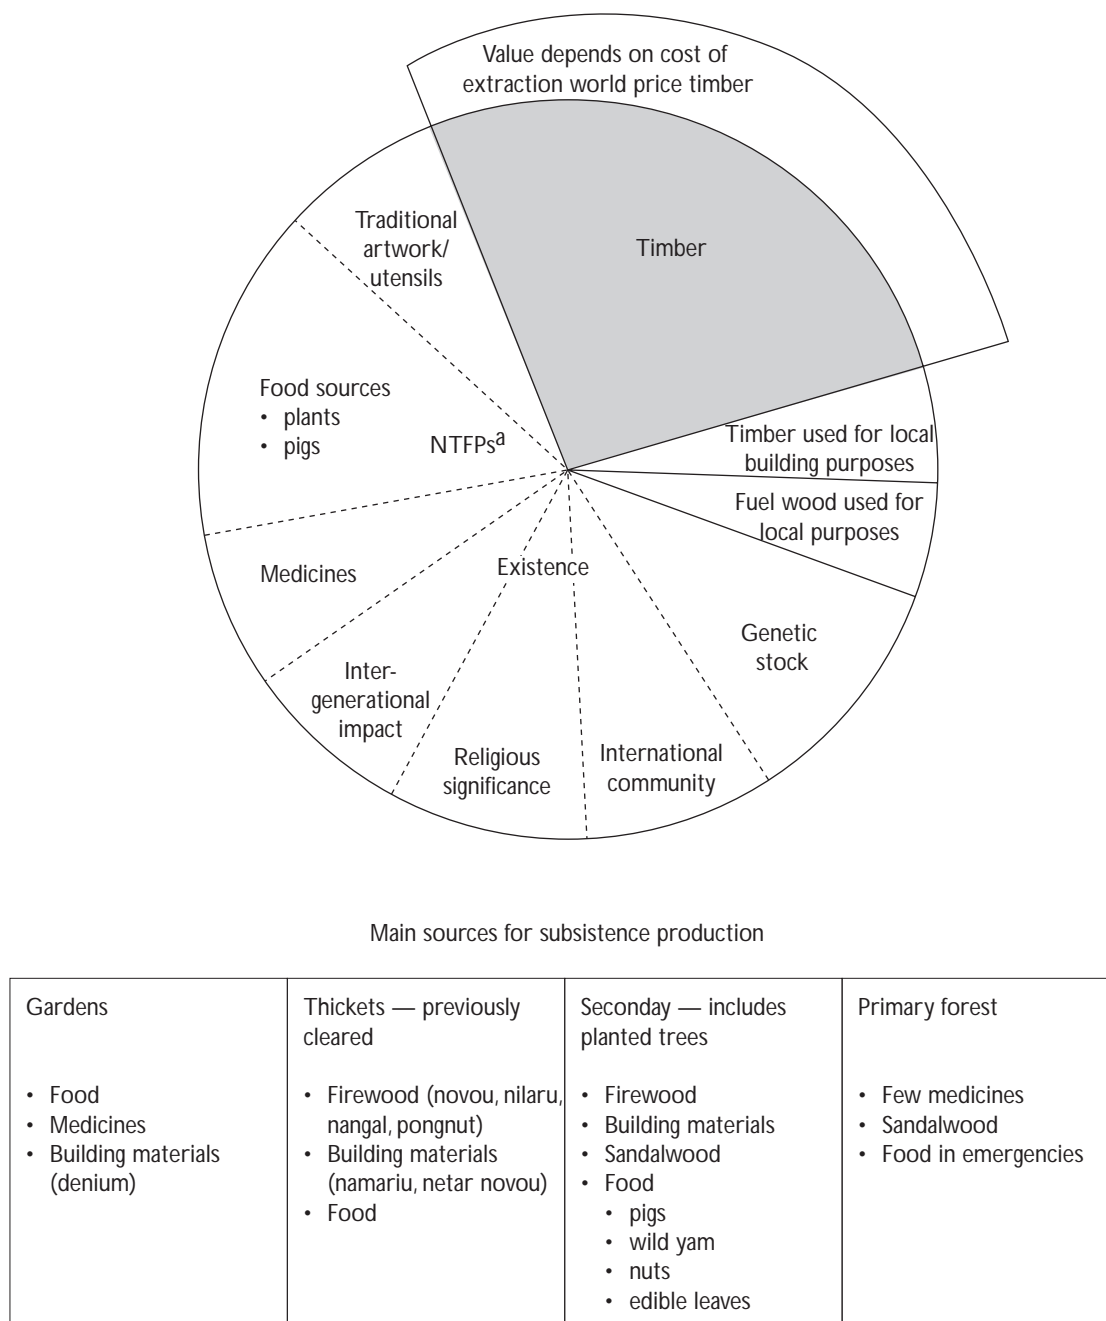 Value depends on cost of
extraction world price timber
Timber
Traditional
artwork/
utensils
Food sources
• plants
• pigs
NTFPsa
Timber used for local
building purposes
Fuel wood used for
local purposes
Medicines
Existence
Genetic
stock
Inter-
generational
impact
Religious
significance
International
community
Main sources for subsistence production
Gardens
• Food
• Medicines
• Building materials
(denium)
Thickets — previously
cleared
• Firewood (novou, nilaru,
nangal, pongnut)
• Building materials
(namariu, netar novou)
• Food
Seconday — includes
planted trees
• Firewood
• Building materials
• Sandalwood
• Food
• pigs
• wild yam
• nuts
• edible leaves
Primary forest
• Few medicines
• Sandalwood
• Food in emergencies